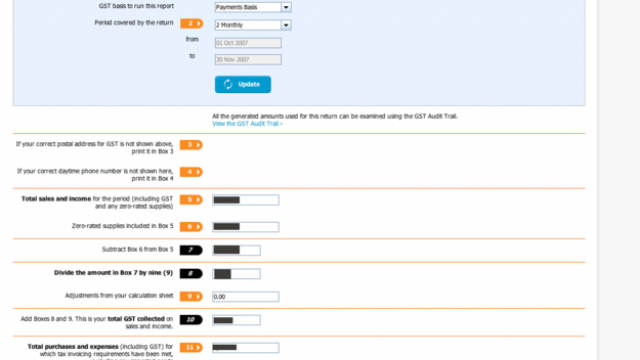 GST basis to run this report
Payments Basis
Period covered by the return
2
2 Monthly
from
01 Oct 2007
to
30 Nov 2007
Update
All the generated amounts used for this return can be examined using the GST Audit Trail.
View the GST Audit Trail ›
If your correct postal address for GST is not shown above,
print it in Box 3
3
If your correct daytime phone number is not shown here,
print it in Box 4
4
Total sales and income for the period (including GST
and any zero-rated supplies)
5
Zero-rated supplies included in Box 5
6
Subtract Box 6 from Box 5
7
Divide the amount in Box 7 by nine (9)
8
Adjustments from your calculation sheet
9
0.00
Add Boxes 8 and 9. This is your total GST collected on
sales and income.
10
Total purchases and expenses (including GST) for
which tax invoicing requirements have been met,
11